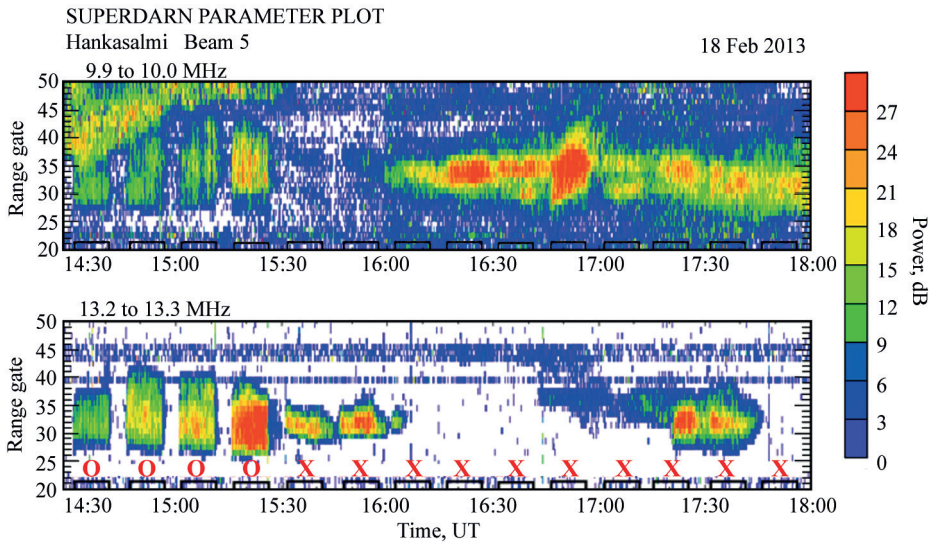 SUPERDARN PARAMETER PLOT
Hankasalmi Beam 5
18 Feb 2013
9.9 to 10.0 MHz
Range gate
50
45
40
35
30
25
20
14:30 15:00 15:30 16:00 16:30 17:00 17:30 18:00
13.2 to 13.3 MHz
Range gate
50
45
40
35
30
25
20
O O O O X X X X X X X X X X
14:30 15:00 15:30 16:00 16:30 17:00 17:30 18:00
Time, UT
27
24
21
18
15
12
9
6
3
0
Power, dB